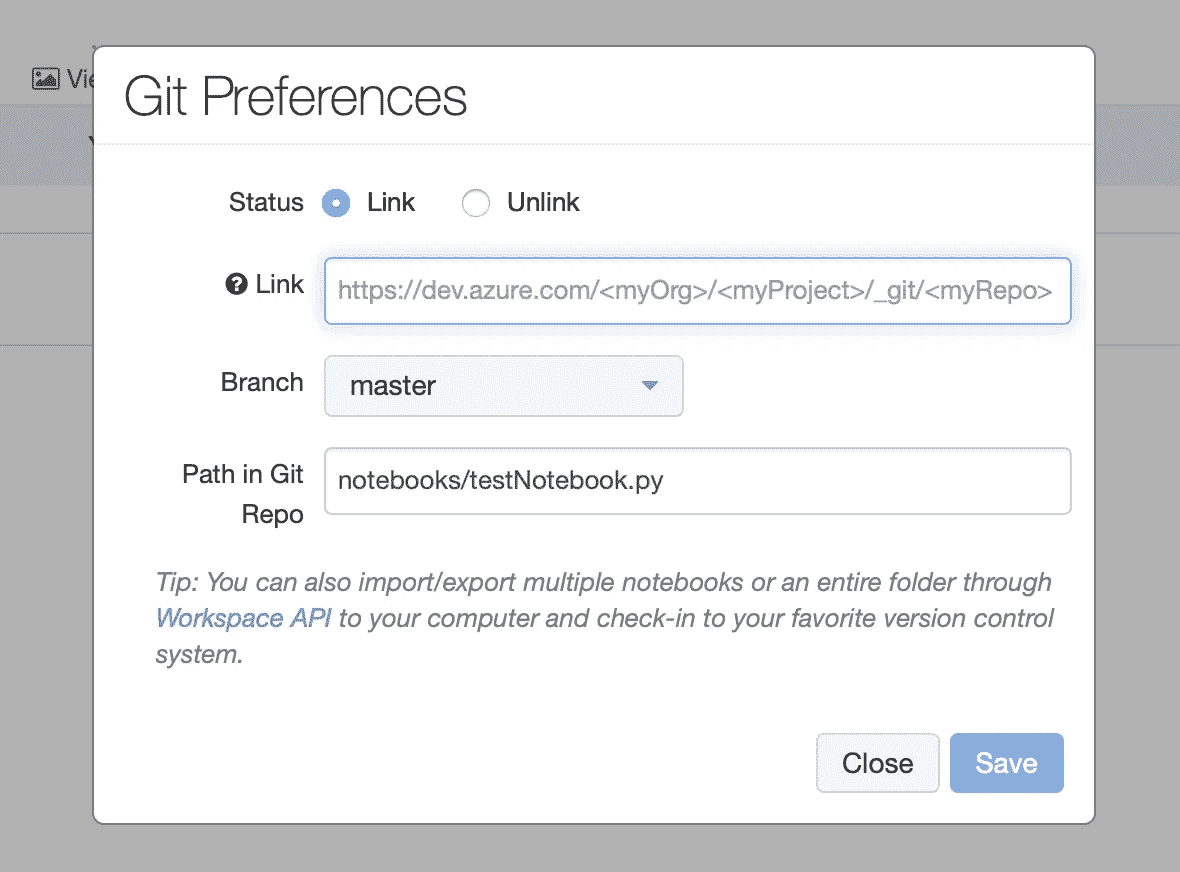 Vie
Git Preferences
Status Link Unlink
? Link https://dev.azure.com/<myOrg>/<myProject>/_git/<myRepo>
Branch master
Path in Git
Repo notebooks/testNotebook.py
Tip: You can also import/export multiple notebooks or an entire folder through
Workspace API to your computer and check-in to your favorite version control
system.
Close Save